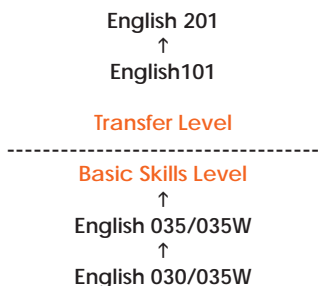 English 201
↑
English101
Transfer Level
------------------------------------
Basic Skills Level
↑
English 035/035W
↑
English 030/035W